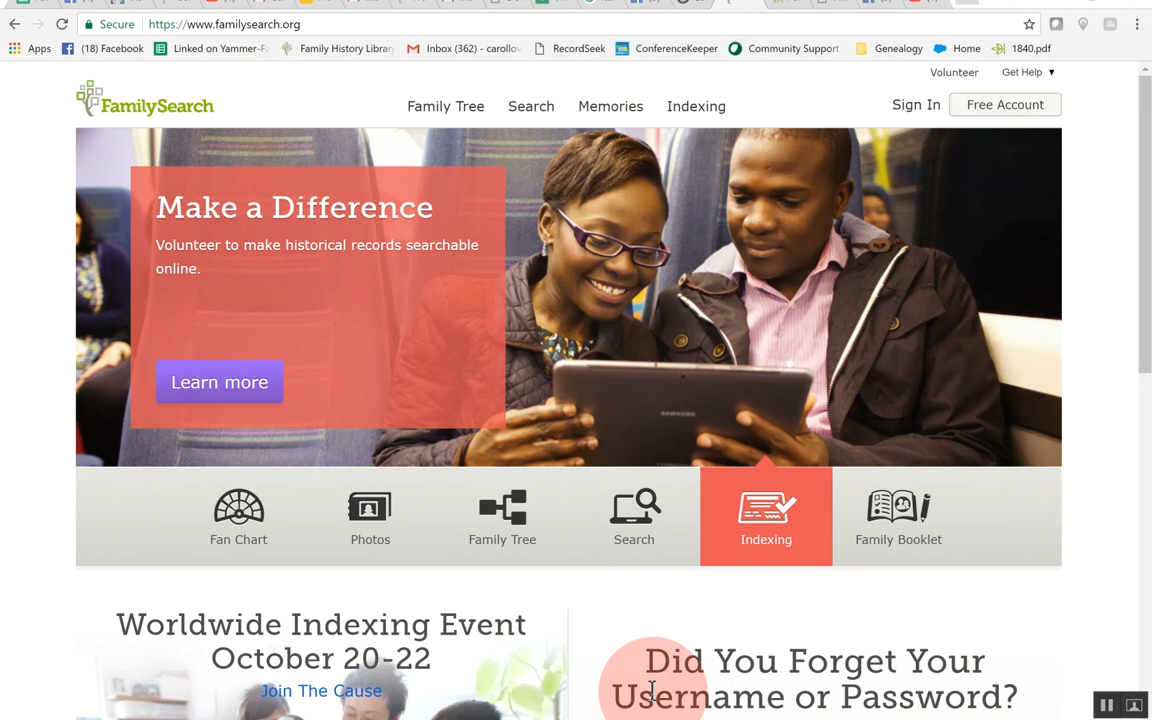 Secure https://www.familysearch.org
Apps (18) Facebook Linked on Yammer-Fa Family History Library Inbox (362) - carollov RecordSeek ConferenceKeeper Community Support Genealogy Home 1840.pdf
Volunteer Get Help ▼
FamilySearch Family Tree Search Memories Indexing Sign In Free Account
Make a Difference
Volunteer to make historical records searchable
online.
Learn more
SAMSUNG
Fan Chart Photos Family Tree Search Indexing Family Booklet
Worldwide Indexing Event
October 20-22
Join The Cause
Did You Forget Your
Username or Password?